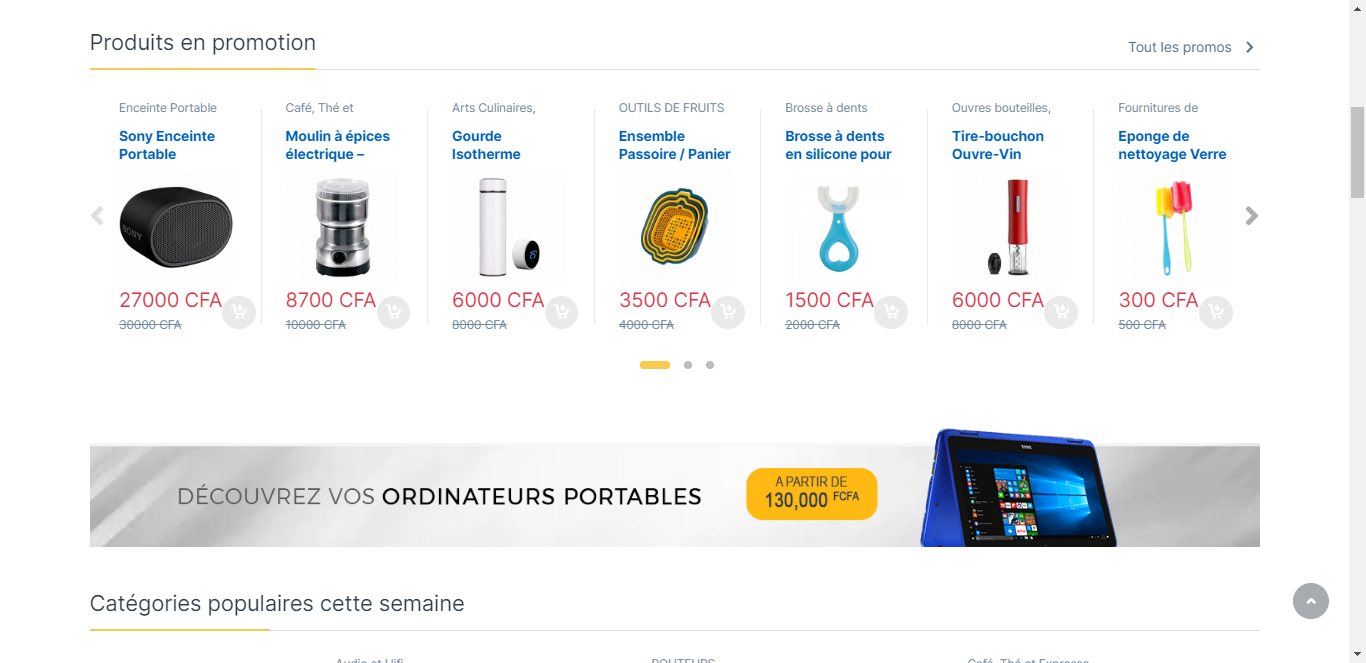 Produits en promotion
Tout les promos
Enceinte Portable
Sony Enceinte
Portable
SONY
27000 CFA
30000 CFA
Café, Thé et
Moulin à épices
électrique –
8700 CFA
10000 CFA
Arts Culinaires,
Gourde
Isotherme
6000 CFA
8000 CFA
OUTILS DE FRUITS
Ensemble
Passoire / Panier
3500 CFA
4000 CFA
Brosse à dents
Brosse à dents
en silicone pour
1500 CFA
2000 CFA
Ouvres bouteilles,
Tire-bouchon
Ouvre-Vin
6000 CFA
8000 CFA
Fournitures de
Eponge de
nettoyage Verre
300 CFA
500 CFA
DÉCOUVREZ VOS ORDINATEURS PORTABLES
A PARTIR DE
130,000 FCFA
Catégories populaires cette semaine
Audio et Hifi
ROUTEURS
Café, Thé et Expresso